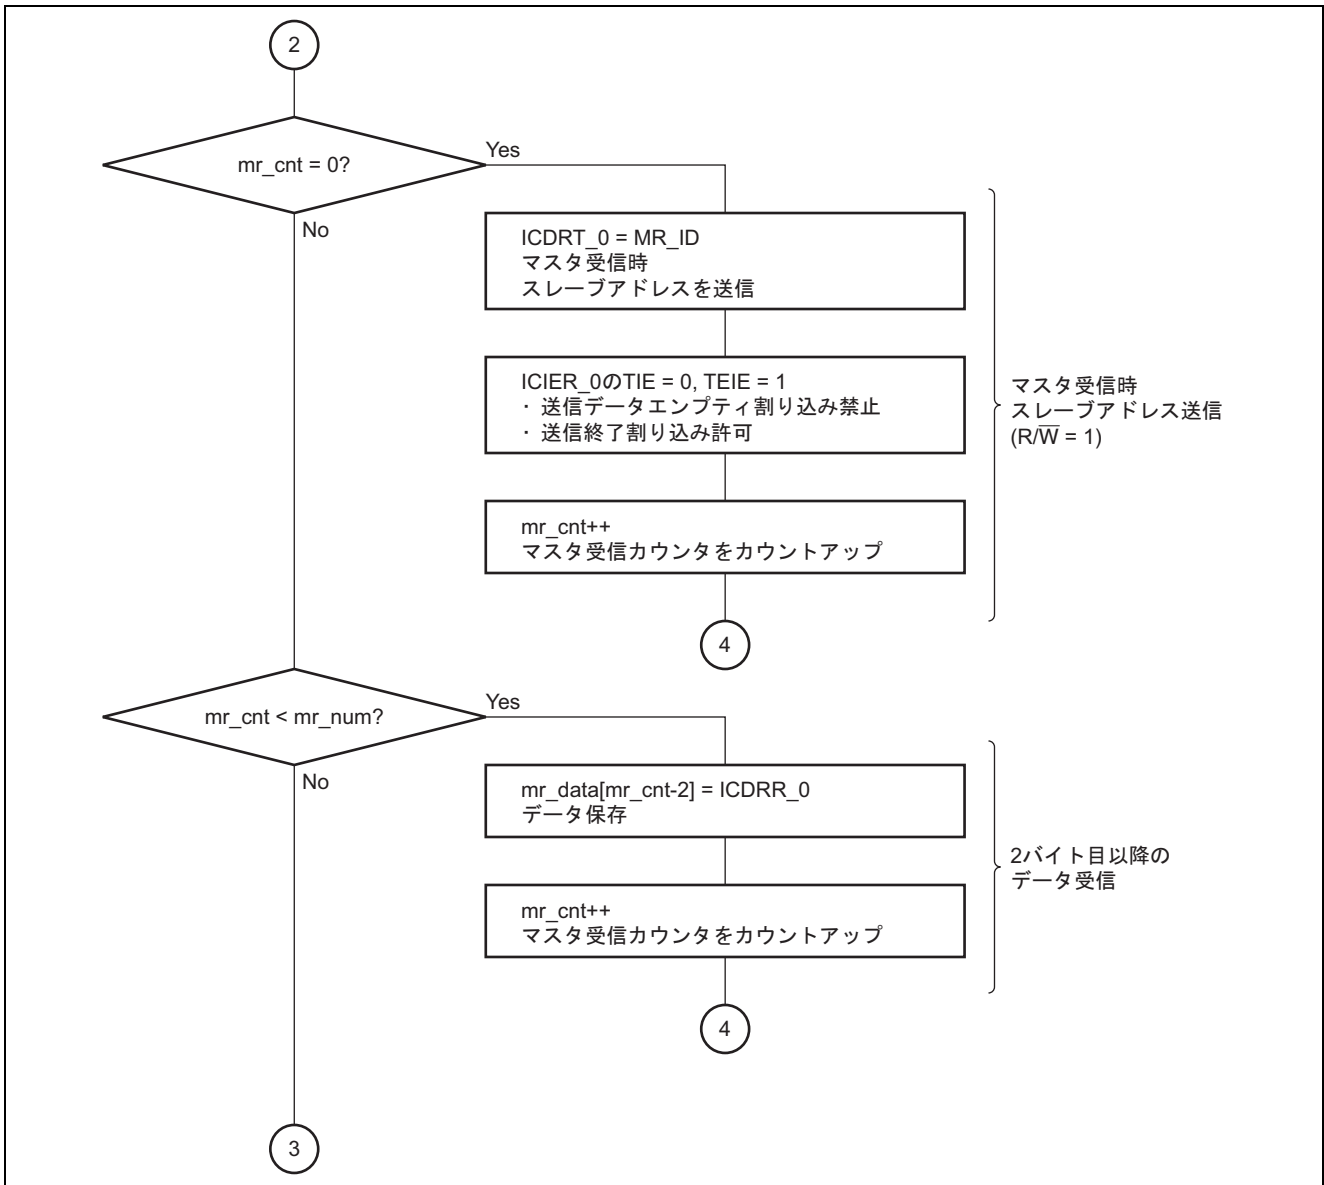 2
mr_cnt = 0?
Yes
No
ICDRT_0 = MR_ID
マスタ受信時
スレーブアドレスを送信
ICIER_0のTIE = 0, TEIE = 1
・ 送信データエンプティ割り込み禁止
・ 送信終了割り込み許可
mr_cnt++
マスタ受信カウンタをカウントアップ
マスタ受信時
スレーブアドレス送信
(R/W̅ = 1)
4
mr_cnt < mr_num?
Yes
No
mr_data[mr_cnt-2] = ICDRR_0
データ保存
mr_cnt++
マスタ受信カウンタをカウントアップ
2バイト目以降の
データ受信
4
3